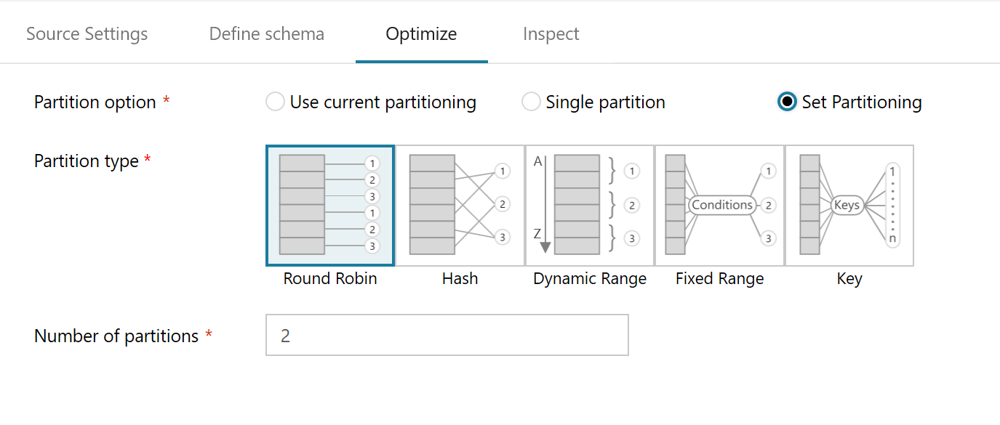 Source Settings Define schema Optimize Inspect
Partition option * Use current partitioning Single partition Set Partitioning
Partition type *
1
2
3
1
2
3
1
2
3
A
Z
1
2
3
Conditions
1
2
3
Keys
1
n
Round Robin Hash Dynamic Range Fixed Range Key
Number of partitions * 2